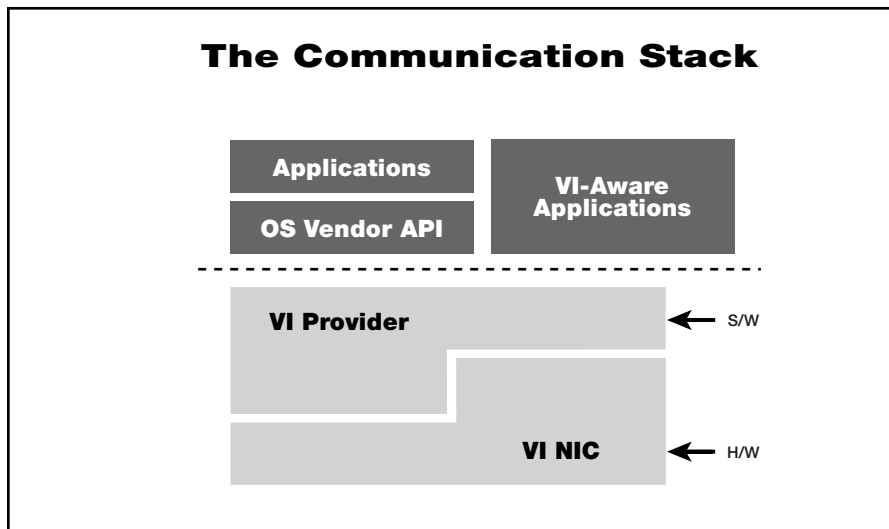 The Communication Stack
Applications
OS Vendor API
VI-Aware
Applications
VI Provider
S/W
VI NIC
H/W